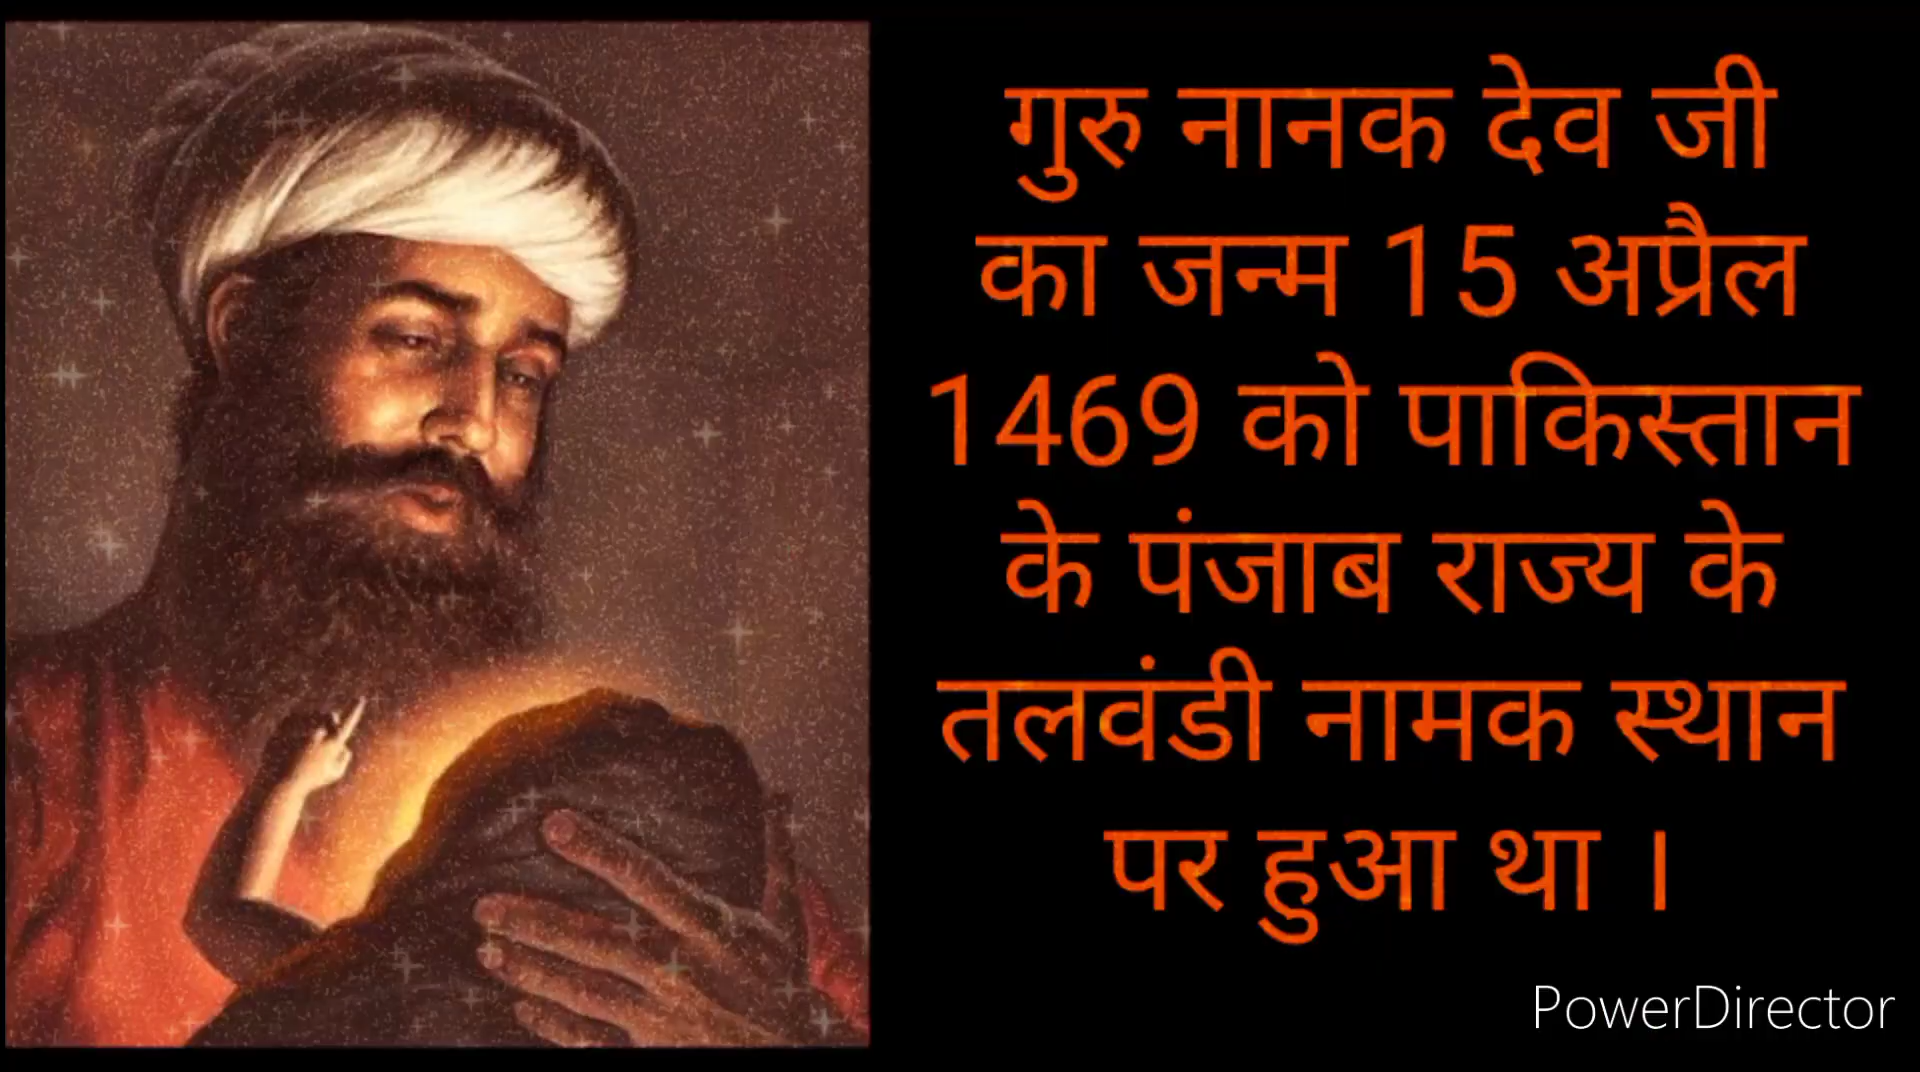 गुरु नानक देव जी
का जन्म 15 अप्रैल
1469 को पाकिस्तान
के पंजाब राज्य के
तलवंडी नामक स्थान
पर हुआ था ।
PowerDirector